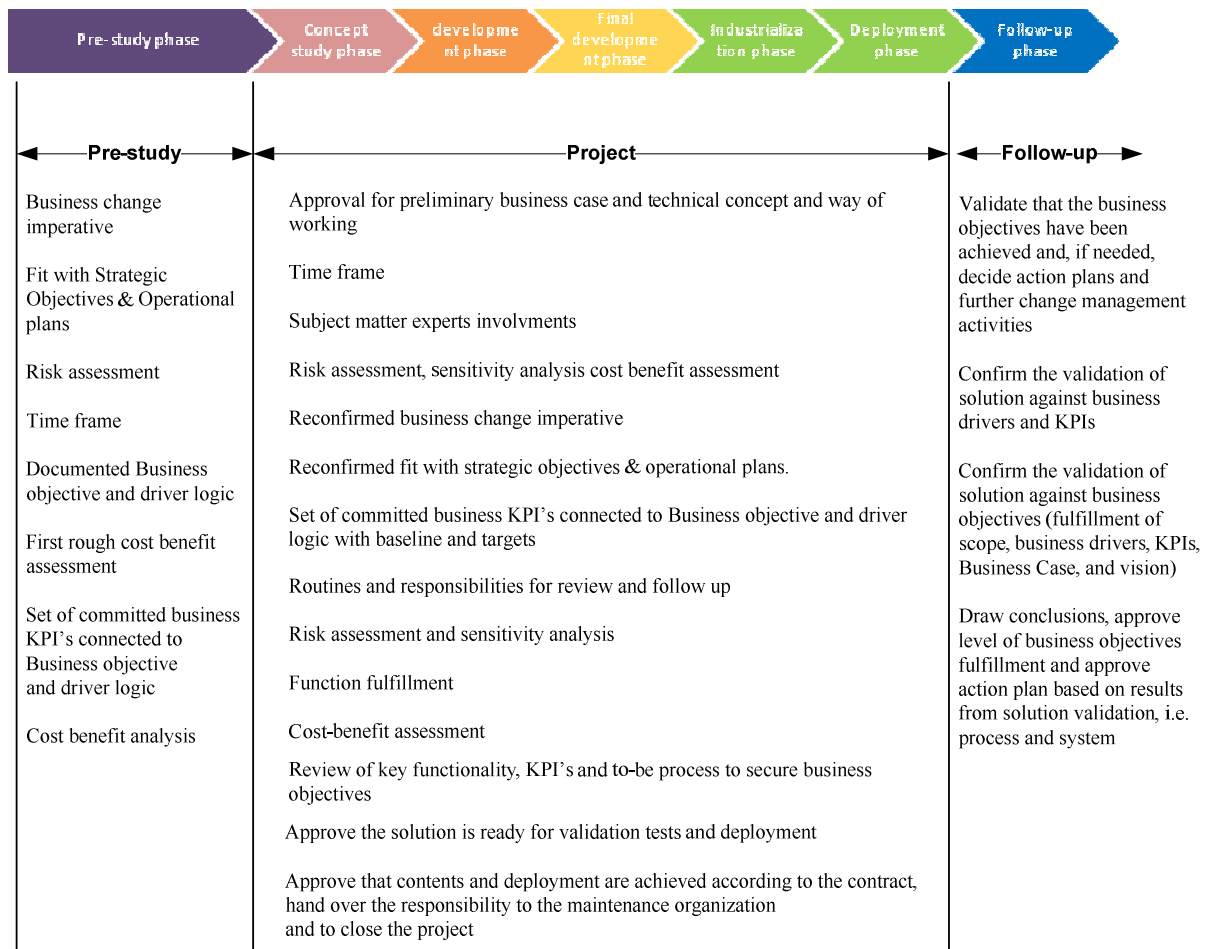 Pre-study phase
Concept
study phase
developme
nt phase
Final
developme
nt phase
Industrializa
tion phase
Deployment
phase
Follow-up
phase
Pre-study
Project
Follow-up
Business change
imperative
Fit with Strategic
Objectives & Operational
plans
Risk assessment
Time frame
Documented Business
objective and driver logic
First rough cost benefit
assessment
Set of committed business
KPI's connected to
Business objective
and driver logic
Cost benefit analysis
Approval for preliminary business case and technical concept and way of
working
Time frame
Subject matter experts involvments
Risk assessment, sensitivity analysis cost benefit assessment
Reconfirmed business change imperative
Reconfirmed fit with strategic objectives & operational plans.
Set of committed business KPI's connected to Business objective and driver
logic with baseline and targets
Routines and responsibilities for review and follow up
Risk assessment and sensitivity analysis
Function fulfillment
Cost-benefit assessment
Review of key functionality, KPI's and to-be process to secure business
objectives
Approve the solution is ready for validation tests and deployment
Approve that contents and deployment are achieved according to the contract,
hand over the responsibility to the maintenance organization
and to close the project
Validate that the business
objectives have been
achieved and, if needed,
decide action plans and
further change management
activities
Confirm the validation of
solution against business
drivers and KPIs
Confirm the validation of
solution against business
objectives (fulfillment of
scope, business drivers, KPIs,
Business Case, and vision)
Draw conclusions, approve
level of business objectives
fulfillment and approve
action plan based on results
from solution validation, i.e.
process and system